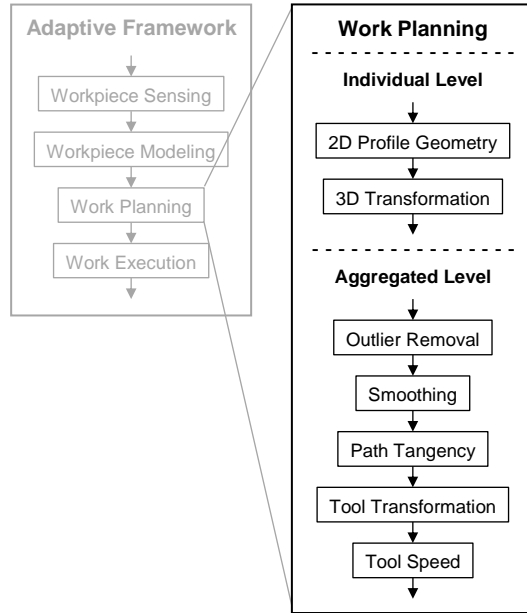 Adaptive Framework
Workpiece Sensing
Workpiece Modeling
Work Planning
Work Execution
Work Planning
Individual Level
2D Profile Geometry
3D Transformation
Aggregated Level
Outlier Removal
Smoothing
Path Tangency
Tool Transformation
Tool Speed